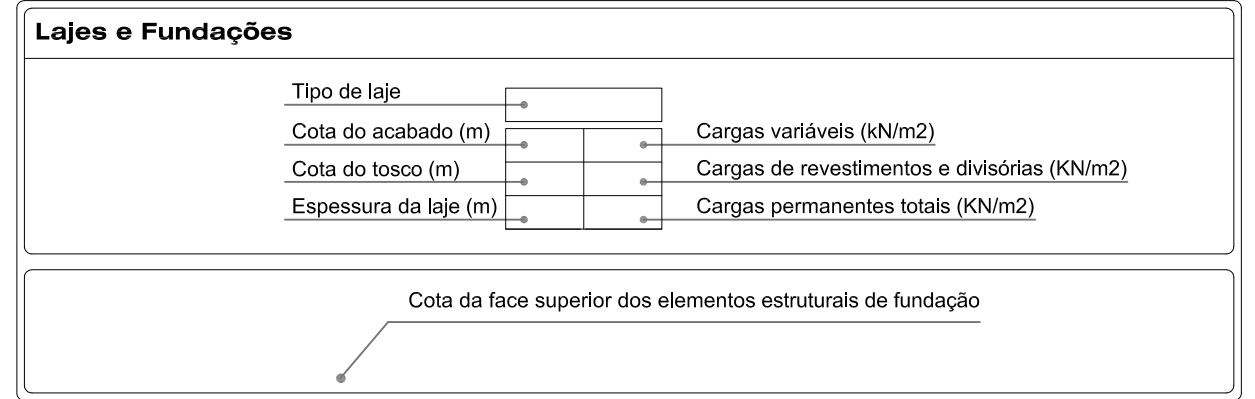 Lajes e Fundações
Tipo de laje
Cota do acabado (m)
Cargas variáveis (kN/m2)
Cota do tosco (m)
Cargas de revestimentos e divisórias (KN/m2)
Espessura da laje (m)
Cargas permanentes totais (KN/m2)
Cota da face superior dos elementos estruturais de fundação